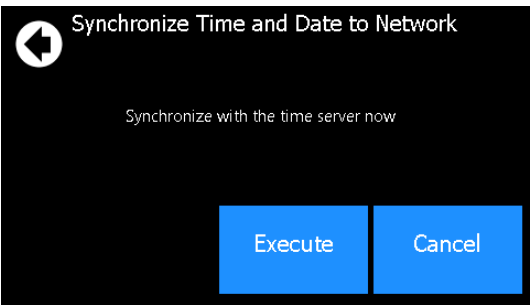 Synchronize Time and Date to Network
Synchronize with the time server now
Execute
Cancel